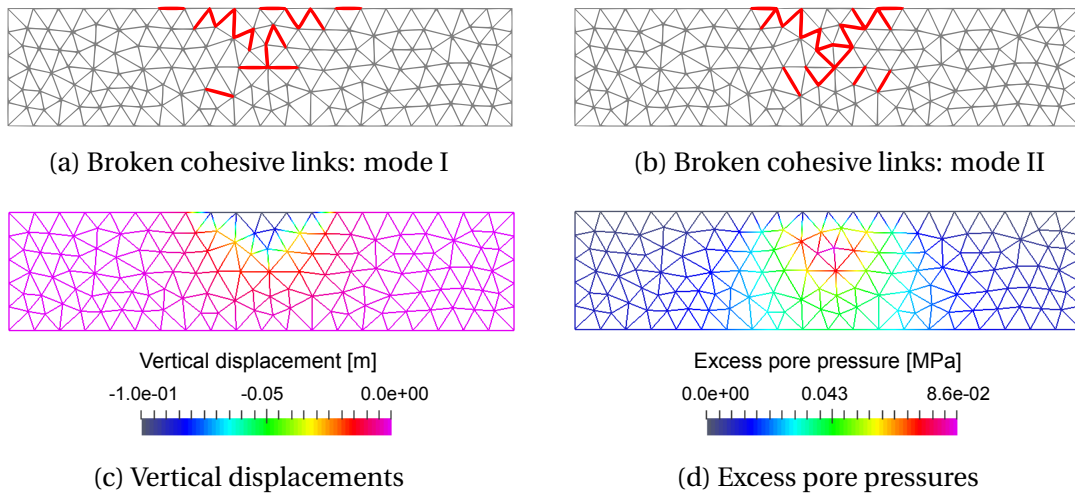 (a) Broken cohesive links: mode I
(b) Broken cohesive links: mode II
Vertical displacement [m]
-1.0e-01 -0.05 0.0e+00
(c) Vertical displacements
Excess pore pressure [MPa]
0.0e+00 0.043 8.6e-02
(d) Excess pore pressures